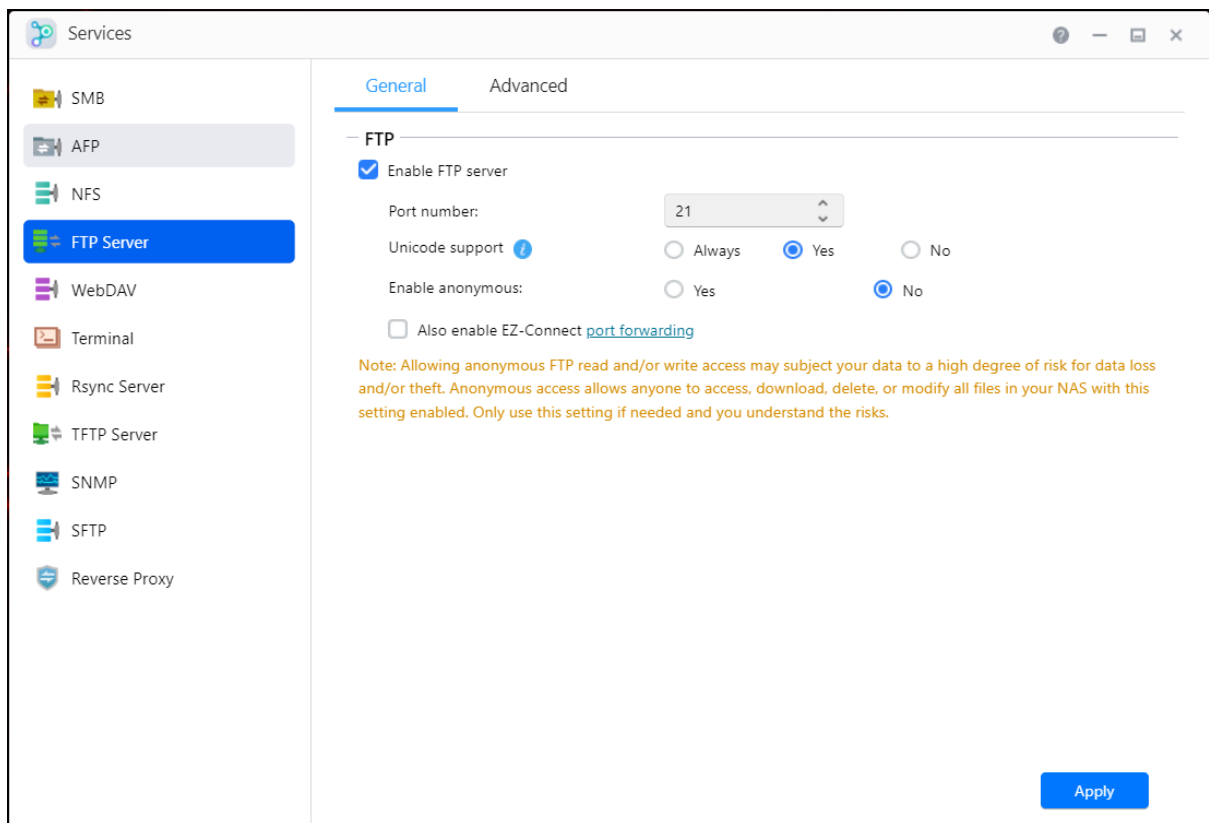 Services
SMB
AFP
NFS
FTP Server
WebDAV
Terminal
Rsync Server
TFTP Server
SNMP
SFTP
Reverse Proxy
General Advanced
FTP
Enable FTP server
Port number: 21
Unicode support Always Yes No
Enable anonymous: Yes No
Also enable EZ-Connect port forwarding
Note: Allowing anonymous FTP read and/or write access may subject your data to a high degree of risk for data loss
and/or theft. Anonymous access allows anyone to access, download, delete, or modify all files in your NAS with this
setting enabled. Only use this setting if needed and you understand the risks.
Apply